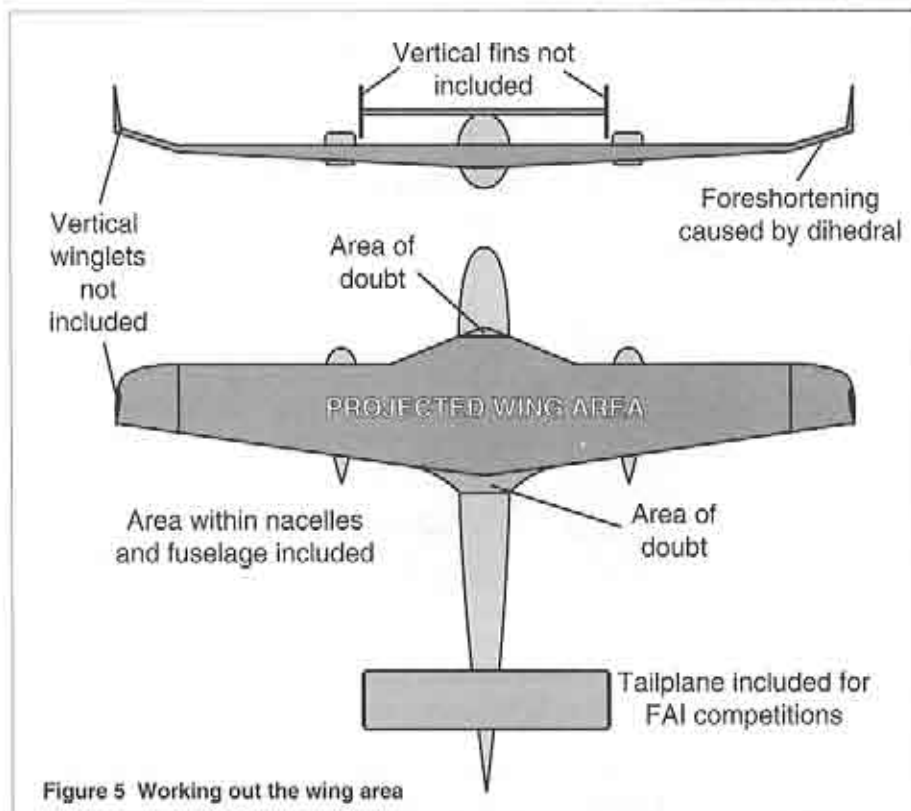 Vertical fins not
included
Vertical
winglets
not
included
Foreshortening
caused by dihedral
Area of
doubt
PROJECTED WING AREA
Area within nacelles
and fuselage included
Area of
doubt
Tailplane included for
FAI competitions
Figure 5 Working out the wing area